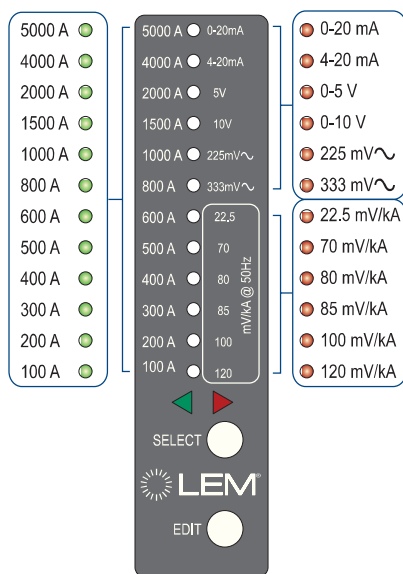 5000 A
4000 A
2000 A
1500 A
1000 A
800 A
600 A
500 A
400 A
300 A
200 A
100 A
5000 A 0-20mA
4000 A 4-20mA
2000 A 5V
1500 A 10V
1000 A 225mV∿
800 A 333mV∿
600 A 22.5
500 A 70
400 A 80
300 A 85
200 A 100
100 A 120
mV/kA @ 50Hz
SELECT
LEM®
EDIT
0-20 mA
4-20 mA
0-5 V
0-10 V
225 mV∿
333 mV∿
22.5 mV/kA
70 mV/kA
80 mV/kA
85 mV/kA
100 mV/kA
120 mV/kA